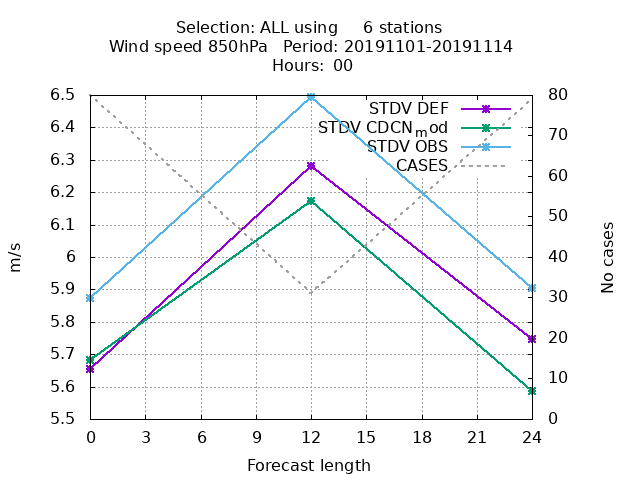 Selection: ALL using     6 stations
Wind speed 850hPa   Period: 20191101-20191114
Hours:  00
6.5
6.4
6.3
6.2
6.1
6
5.9
5.8
5.7
5.6
5.5
m/s
80
70
60
50
40
30
20
10
0
No cases
STDV DEF
STDV CDCN_mod
STDV OBS
CASES
0 3 6 9 12 15 18 21 24
Forecast length